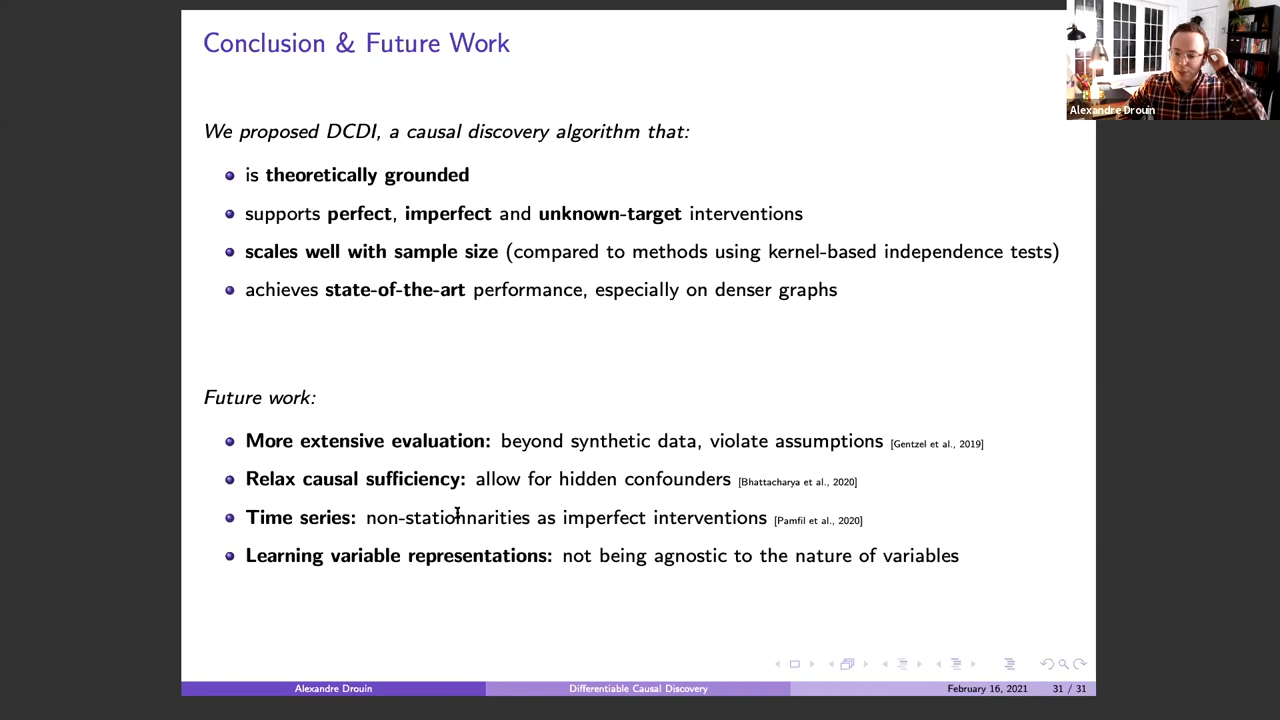 Conclusion & Future Work
Alexandre Drouin
We proposed DCDI, a causal discovery algorithm that:
is theoretically grounded
supports perfect, imperfect and unknown-target interventions
scales well with sample size (compared to methods using kernel-based independence tests)
achieves state-of-the-art performance, especially on denser graphs
Future work:
More extensive evaluation: beyond synthetic data, violate assumptions [Gentzel et al., 2019]
Relax causal sufficiency: allow for hidden confounders [Bhattacharya et al., 2020]
Time series: non-stationnarities as imperfect interventions [Pamfil et al., 2020]
Learning variable representations: not being agnostic to the nature of variables
Alexandre Drouin Differentiable Causal Discovery February 16, 2021 31 / 31